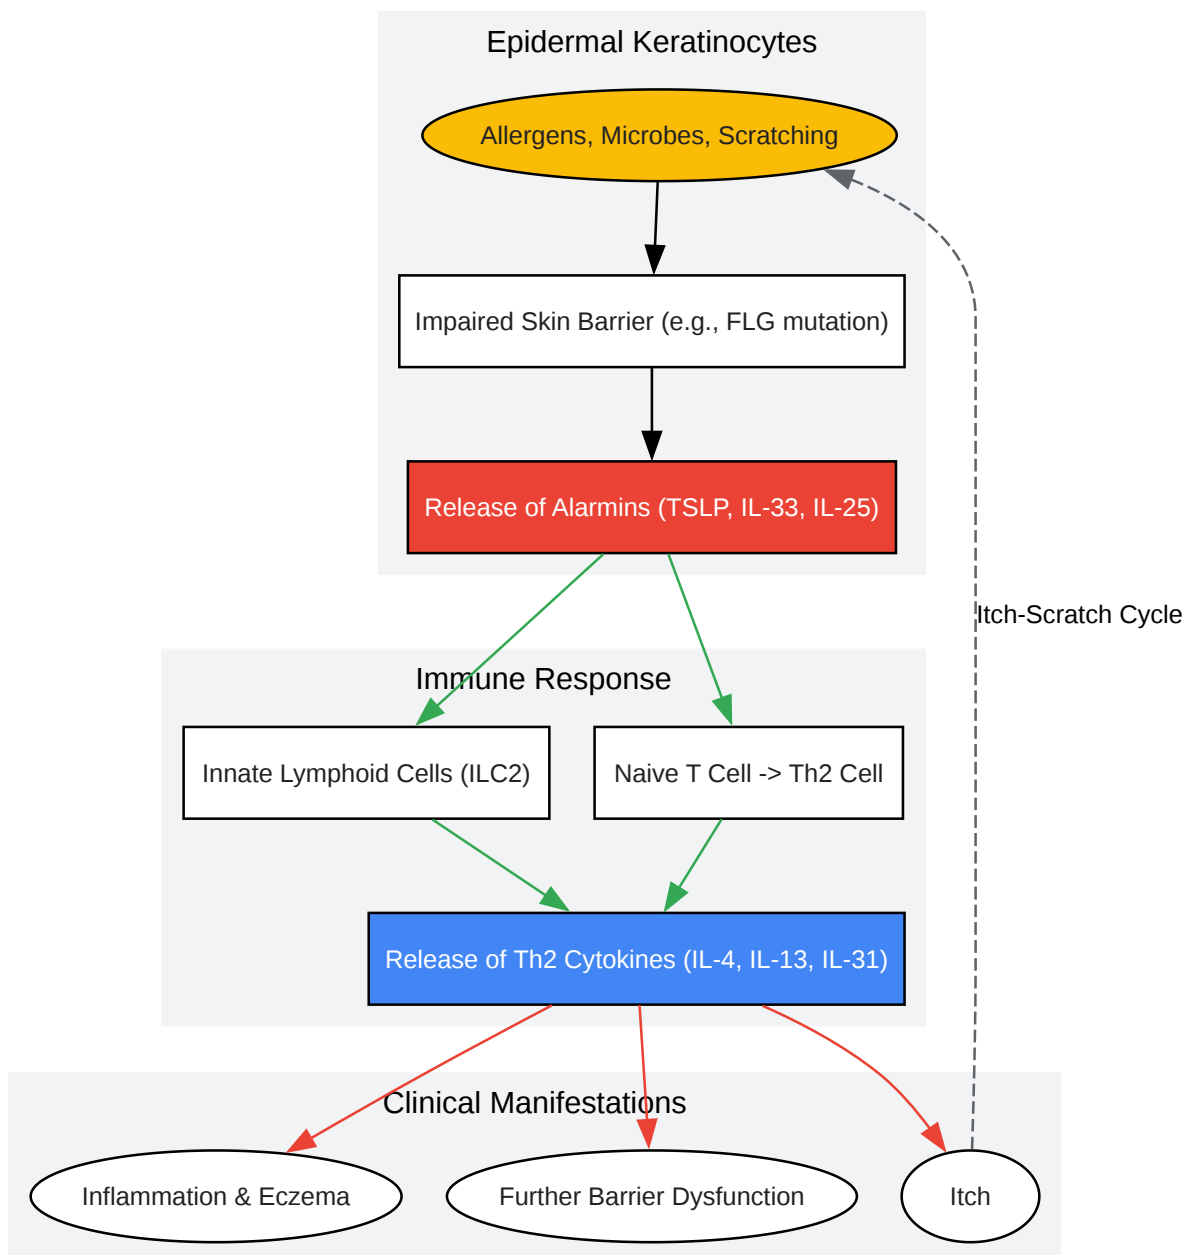 Epidermal Keratinocytes
Allergens, Microbes, Scratching
Impaired Skin Barrier (e.g., FLG mutation)
Release of Alarmins (TSLP, IL-33, IL-25)
Itch-Scratch Cycle
Immune Response
Innate Lymphoid Cells (ILC2)
Naive T Cell -> Th2 Cell
Release of Th2 Cytokines (IL-4, IL-13, IL-31)
Clinical Manifestations
Inflammation & Eczema
Further Barrier Dysfunction
Itch